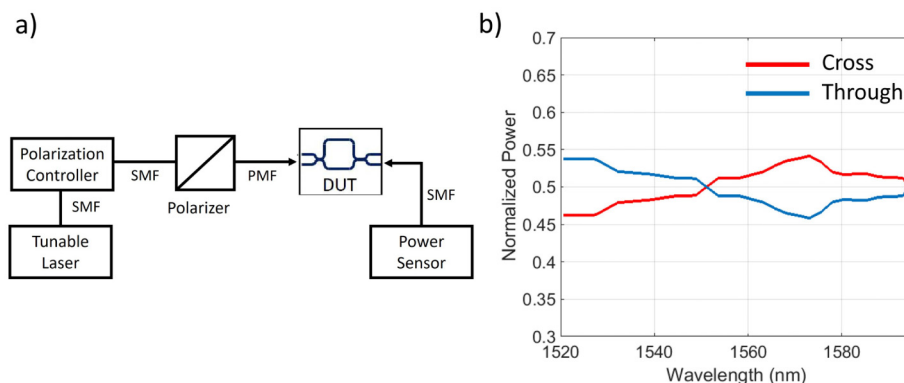 a)
Polarization
Controller
SMF
PMF
DUT
Polarizer
SMF
SMF
Tunable
Laser
Power
Sensor
b)
Cross
Through
Normalized Power
0.7
0.65
0.6
0.55
0.5
0.45
0.4
0.35
0.3
1520
1540
1560
1580
Wavelength (nm)